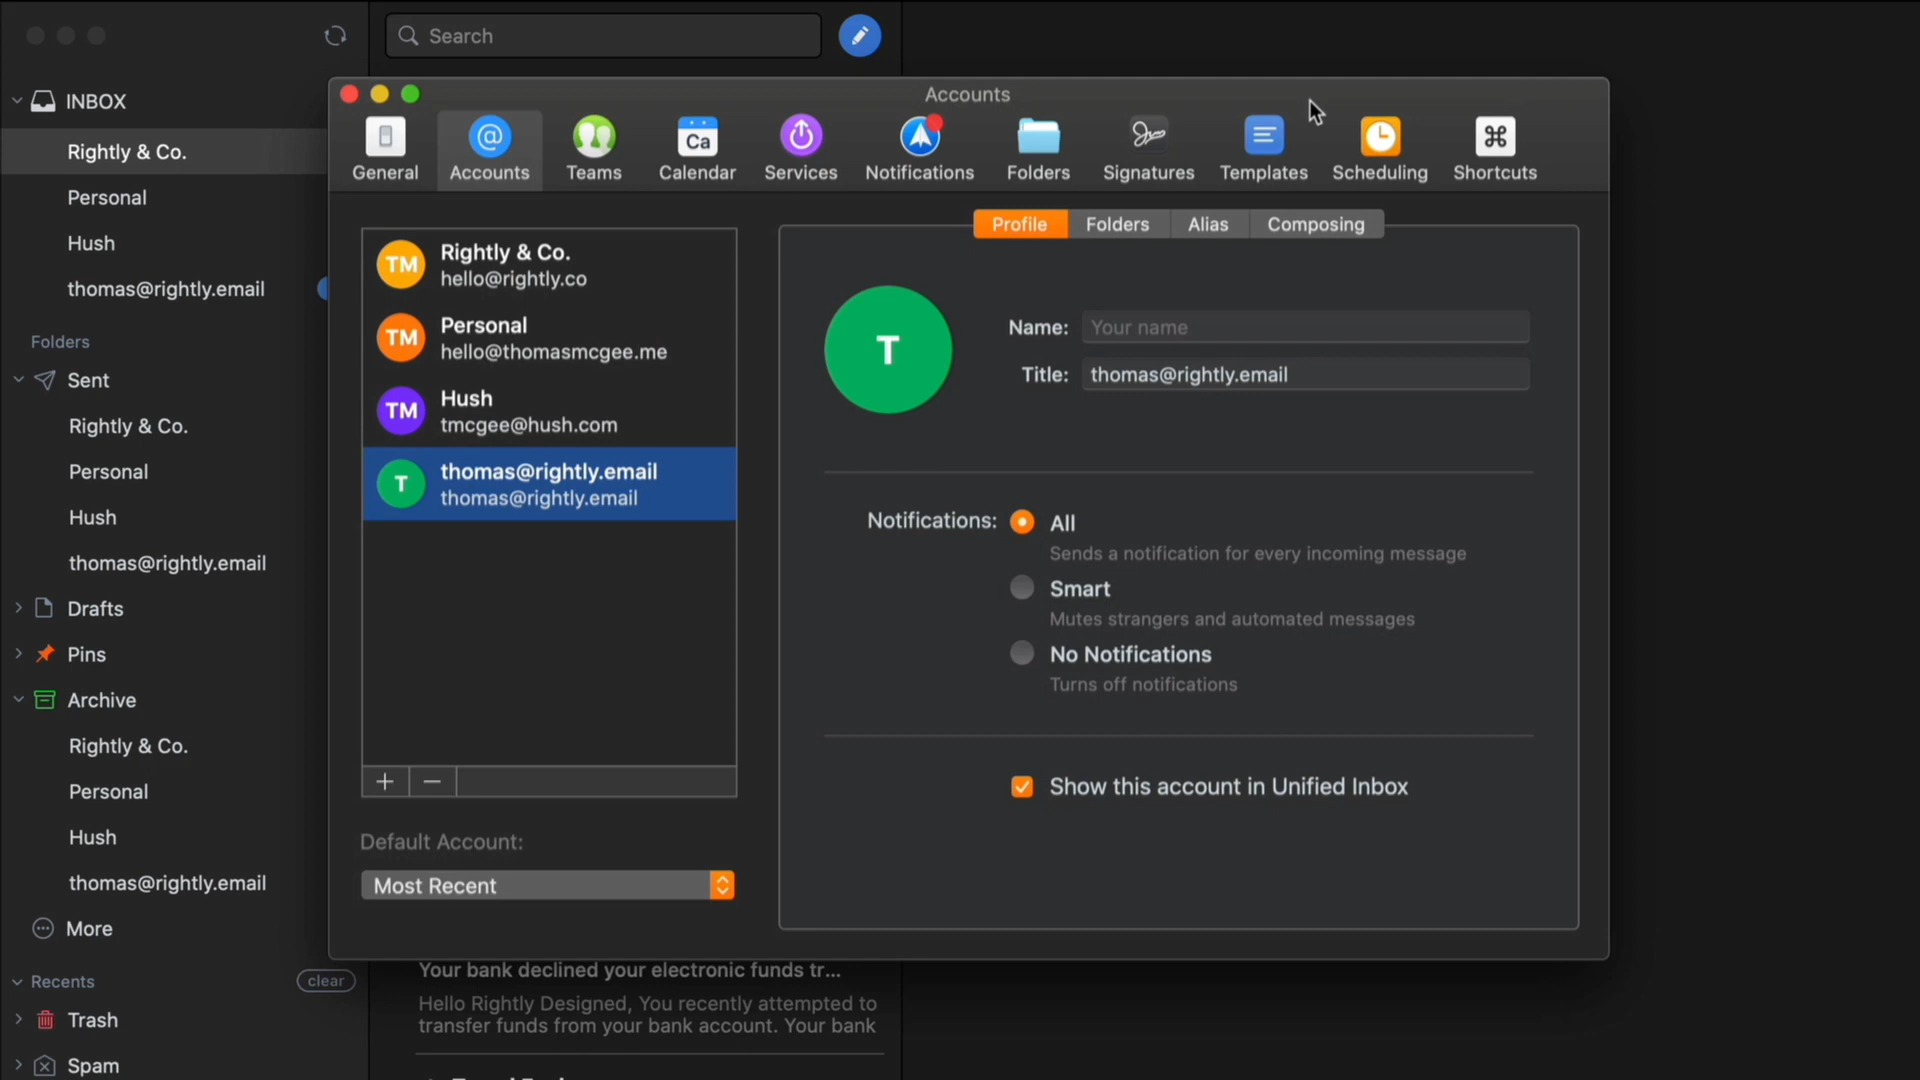 Search
INBOX
Rightly & Co.
Personal
Hush
thomas@rightly.email
Folders
Sent
Rightly & Co.
Personal
Hush
thomas@rightly.email
Drafts
Pins
Archive
Rightly & Co.
Personal
Hush
thomas@rightly.email
More
Recents
clear
Trash
Spam
Accounts
General
Accounts
Teams
Ca
Calendar
Services
Notifications
Folders
Signatures
Templates
Scheduling
Shortcuts
TM
Rightly & Co.
hello@rightly.co
TM
Personal
hello@thomasmcgee.me
TM
Hush
tmcgee@hush.com
T
thomas@rightly.email
thomas@rightly.email
Default Account:
Most Recent
Profile
Folders
Alias
Composing
T
Name:
Your name
Title:
thomas@rightly.email
Notifications:
All
Sends a notification for every incoming message
Smart
Mutes strangers and automated messages
No Notifications
Turns off notifications
Show this account in Unified Inbox
Your bank declined your electronic funds tr...
Hello Rightly Designed, You recently attempted to
transfer funds from your bank account. Your bank